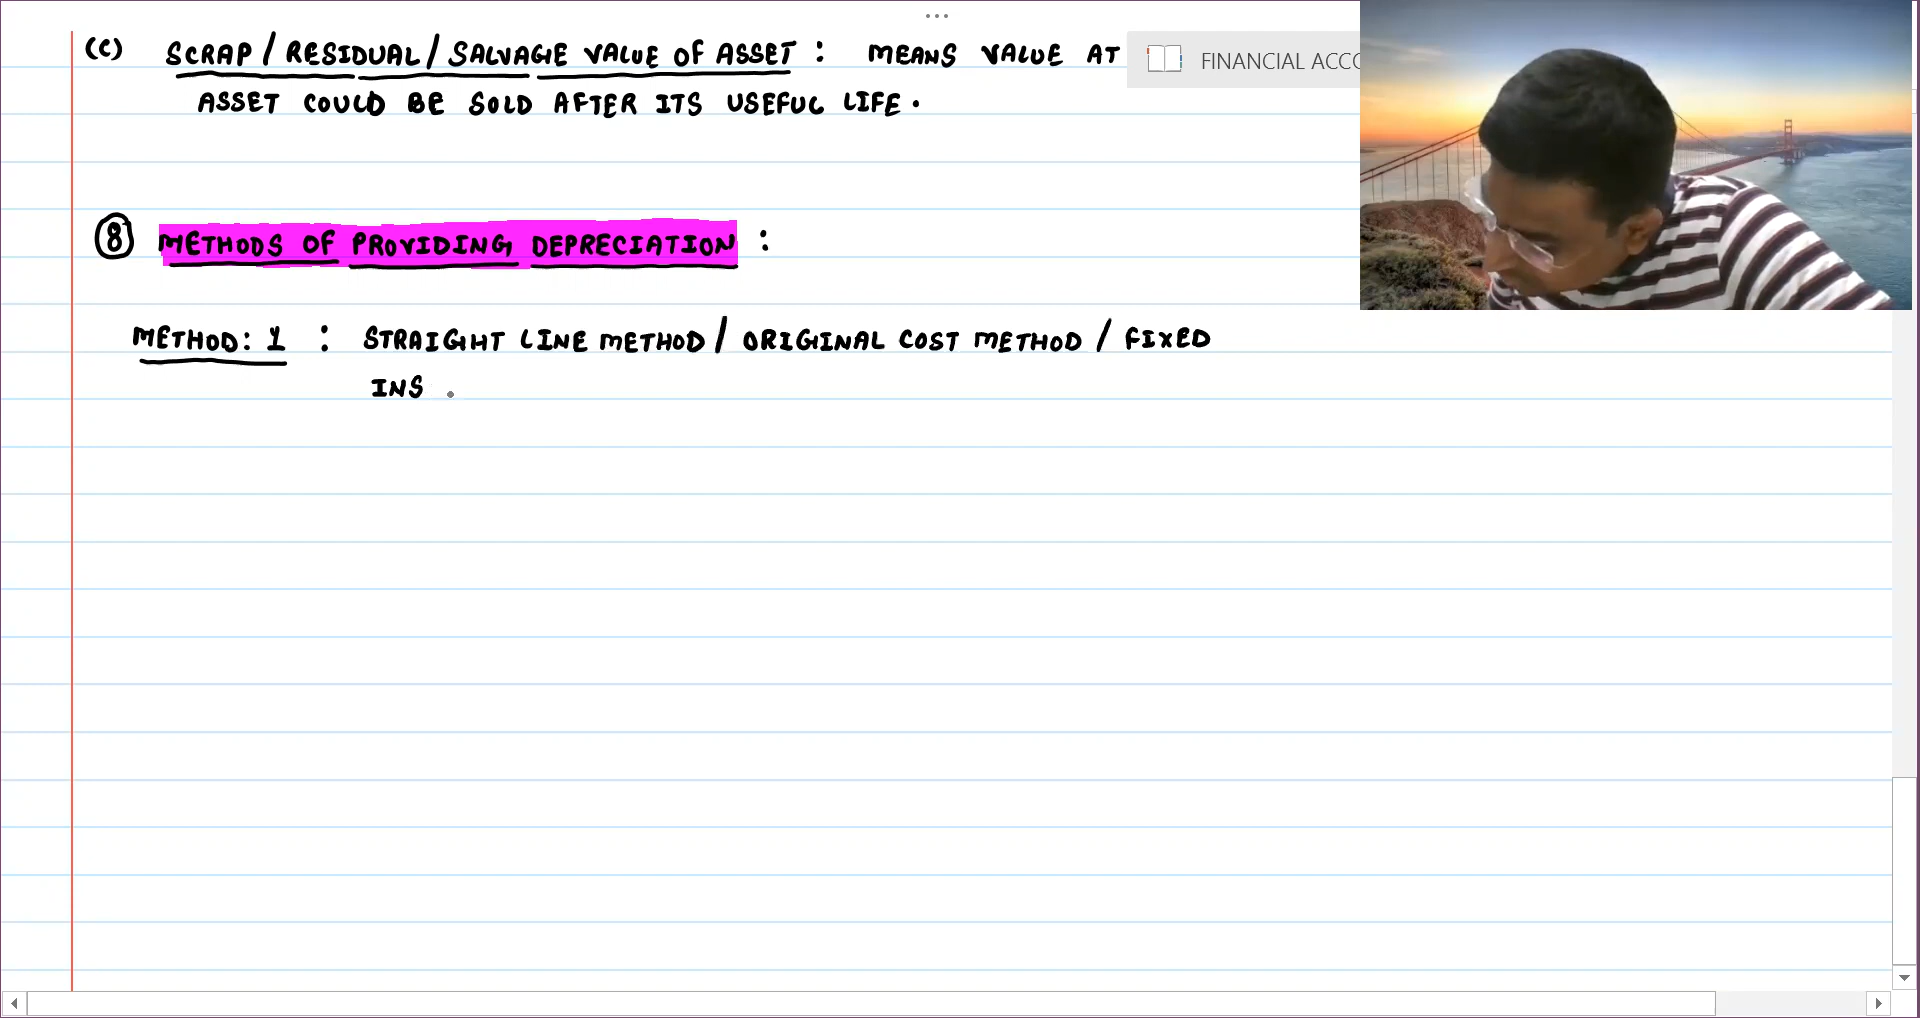 (C) SCRAP / RESIDUAL / SALVAGE VALUE OF ASSET : MEANS VALUE AT
FINANCIAL ACCO
ASSET COULD BE SOLD AFTER ITS USEFUL LIFE .
8 METHODS OF PROVIDING DEPRECIATION :
METHOD: 1 : STRAIGHT LINE METHOD / ORIGINAL COST METHOD / FIXED
INS